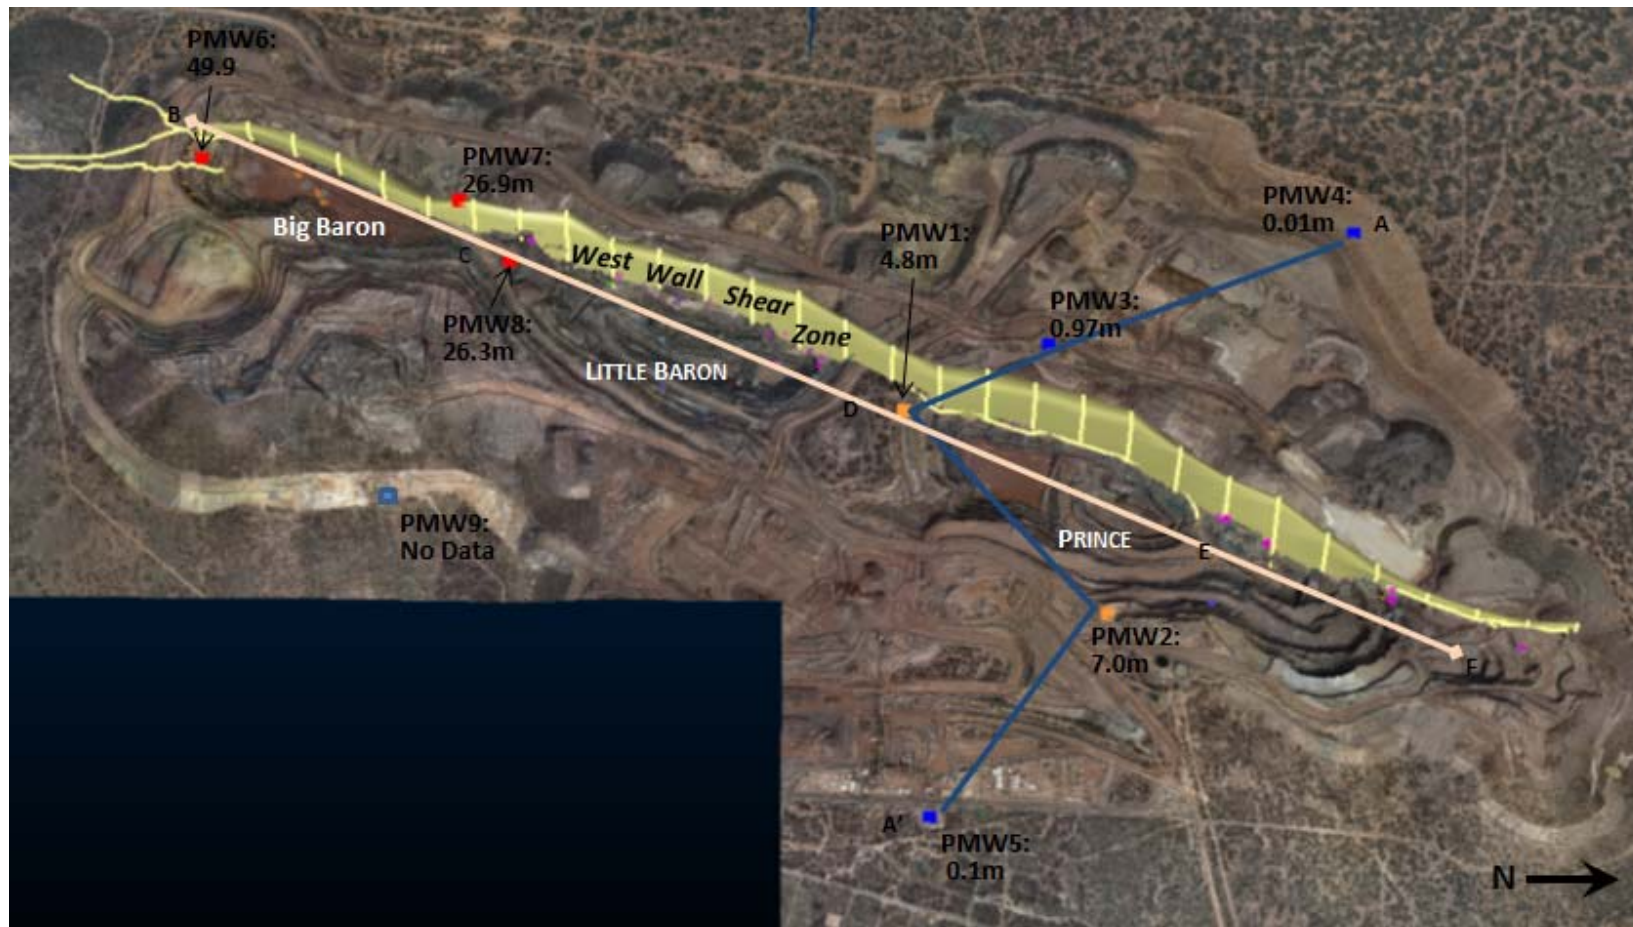 PMW6:
49.9
B
PMW7:
26.9m
PMW4:
0.01m
A
Big Baron
PMW1:
4.8m
C
West Wall
Shear
Zone
PMW3:
0.97m
PMW8:
26.3m
LITTLE BARON
D
PMW9:
No Data
PRINCE
E
PMW2:
7.0m
F
A’
PMW5:
0.1m
N